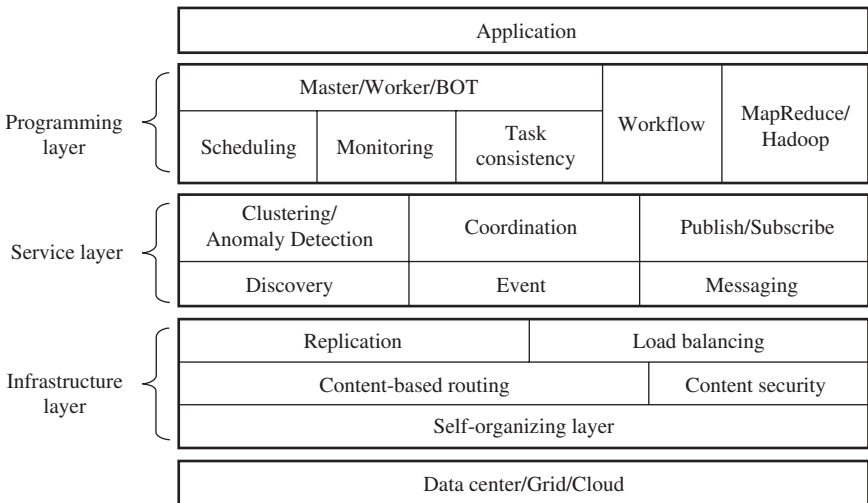 Application
Programming
layer
Master/Worker/BOT
Scheduling
Monitoring
Task
consistency
Workflow
MapReduce/
Hadoop
Service layer
Clustering/
Anomaly Detection
Coordination
Publish/Subscribe
Discovery
Event
Messaging
Infrastructure
layer
Replication
Load balancing
Content-based routing
Content security
Self-organizing layer
Data center/Grid/Cloud